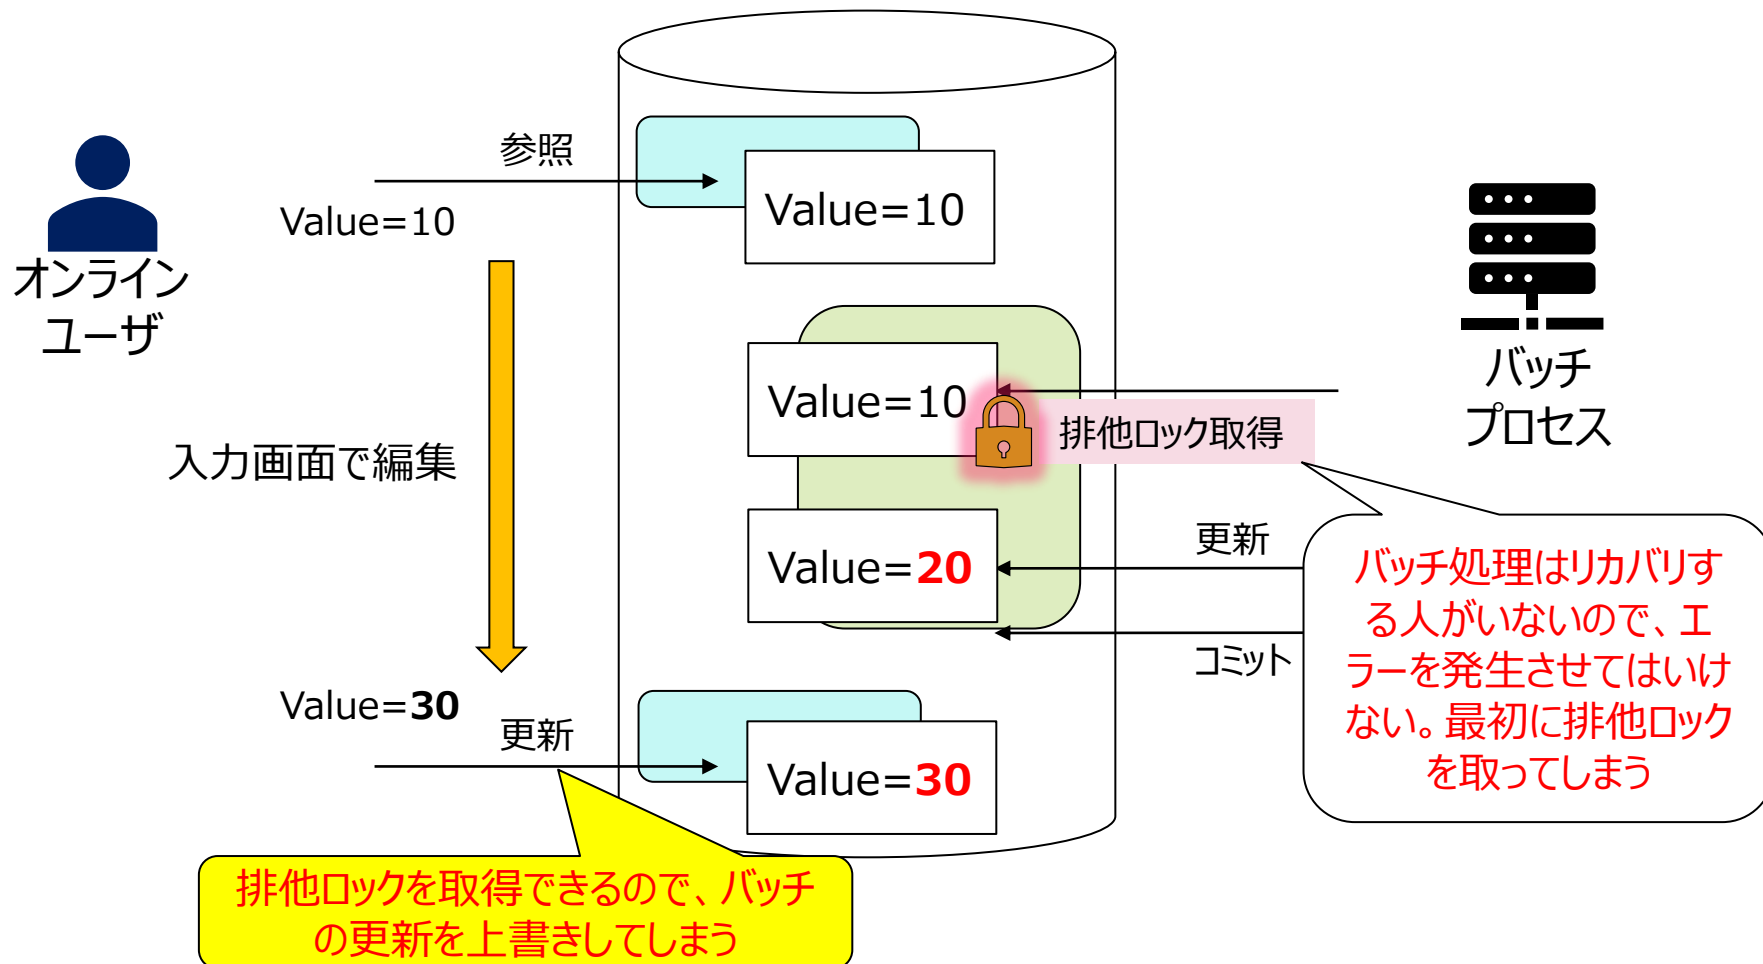 参照
Value=10
Value=10
オンライン
ユーザ
Value=10
排他ロック取得
バッチ
プロセス
入力画面で編集
Value=20
更新
コミット
バッチ処理はリカバリす
る人がいないので、エ
ラーを発生させてはいけ
ない。最初に排他ロック
を取ってしまう
Value=30
更新
Value=30
排他ロックを取得できるので、バッチ
の更新を上書きしてしまう